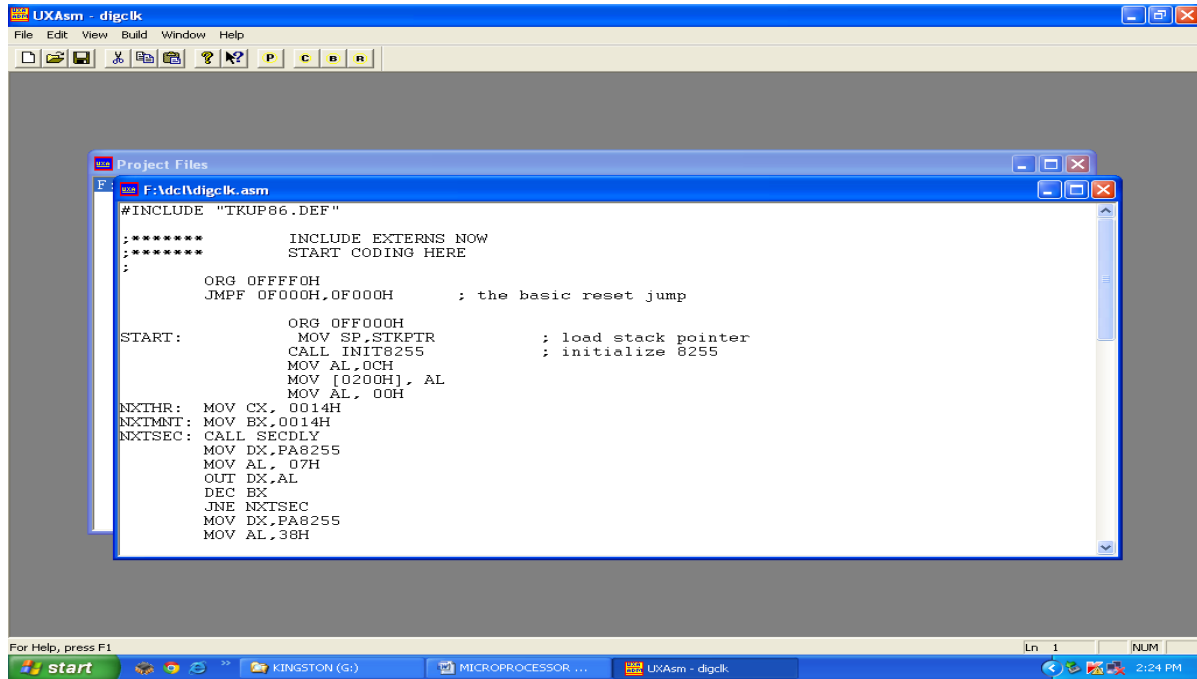 UXAsm - digclk
File Edit View Build Window Help
P C B R
Project Files
F:\dcl\digclk.asm
#INCLUDE "TKUP86.DEF"
;******* INCLUDE EXTERNS NOW
;******* START CODING HERE
;
ORG 0FFFF0H
JMPF 0F000H,0F000H ; the basic reset jump
ORG 0FF000H
START: MOV SP,STKPTR ; load stack pointer
CALL INIT8255 ; initialize 8255
MOV AL,0CH
MOV [0200H], AL
MOV AL, 00H
NXTHR: MOV CX, 0014H
NXTMNT: MOV BX,0014H
NXTSEC: CALL SECDLY
MOV DX,PA8255
MOV AL, 07H
OUT DX,AL
DEC BX
JNE NXTSEC
MOV DX,PA8255
MOV AL,38H
For Help, press F1
Ln 1 NUM
start KINGSTON (G:) MICROPROCESSOR ... UXAsm - digclk 2:24 PM